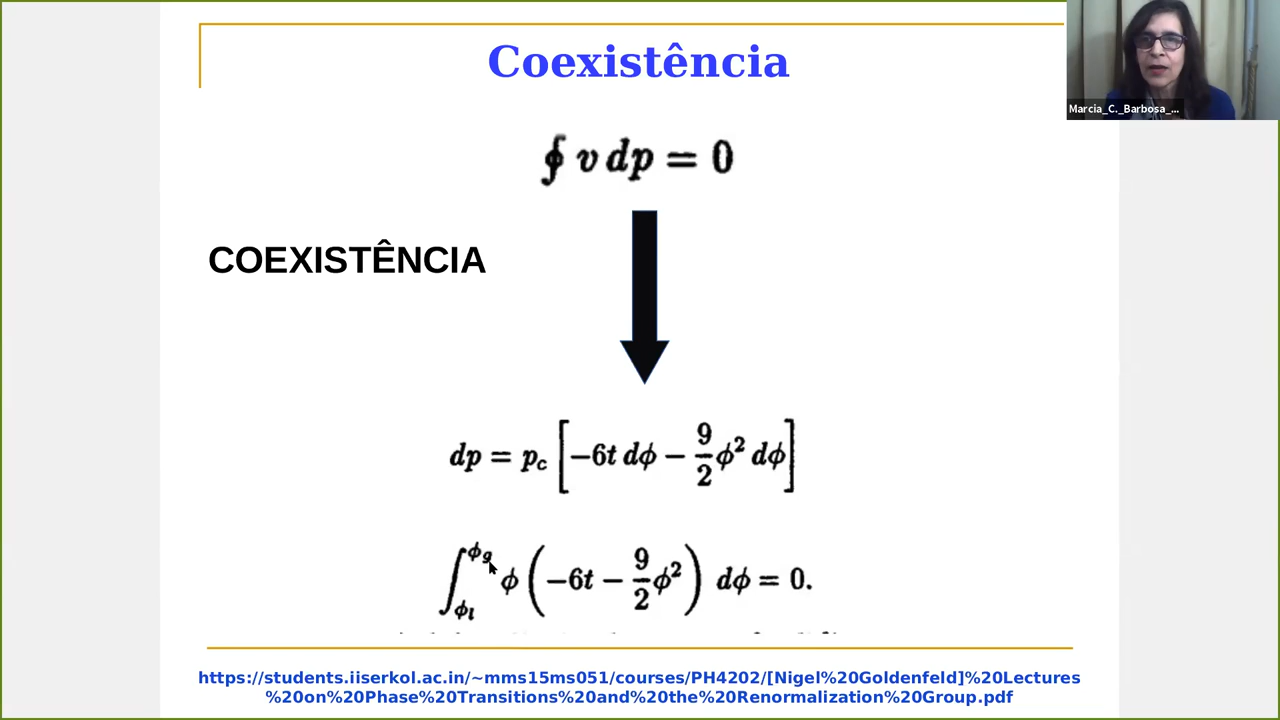 Coexistência
Marcia_C._Barbosa_...
∮ v dp = 0
COEXISTÊNCIA
dp = p_c [−6t dϕ − 9/2 ϕ² dϕ]
∫_{ϕ_l}^{ϕ_g} ϕ (−6t − 9/2 ϕ²) dϕ = 0.
https://students.iiserkol.ac.in/~mms15ms051/courses/PH4202/[Nigel%20Goldenfeld]%20Lectures
%20on%20Phase%20Transitions%20and%20the%20Renormalization%20Group.pdf